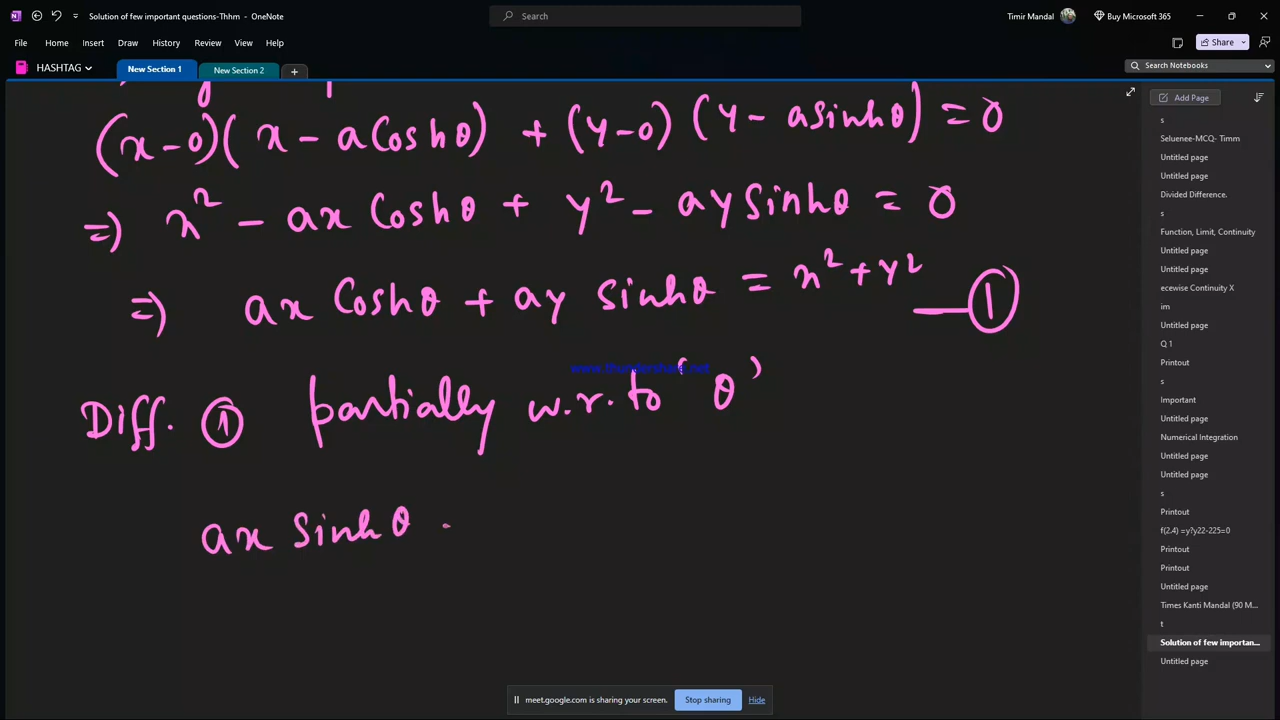 Solution of few important questions-Thhm - OneNote
Search
Timir Mandal
Buy Microsoft 365
File Home Insert Draw History Review View Help
Share
HASHTAG
New Section 1
New Section 2
+
Search Notebooks
(x-0)(x - a Coshθ) + (y-0) (y - a sinhθ) = 0
=) x² - ax Coshθ + y² - ay Sinhθ = 0
=) ax Coshθ + ay sinhθ = x² + y² — ①
www.thundershare.net
Diff. ① partially w.r. to 'θ'
ax Sinhθ
Add Page
s
Seluenee-MCQ- Timm
Untitled page
Untitled page
Divided Difference.
s
Function, Limit, Continuity
Untitled page
Untitled page
ecewise Continuity X
im
Untitled page
Q 1
Printout
s
Important
Untitled page
Numerical Integration
Untitled page
Untitled page
s
Printout
f(2.4) =y?y22-225=0
Printout
Printout
Untitled page
Times Kanti Mandal (90 M...
t
Solution of few importan...
Untitled page
meet.google.com is sharing your screen.
Stop sharing
Hide